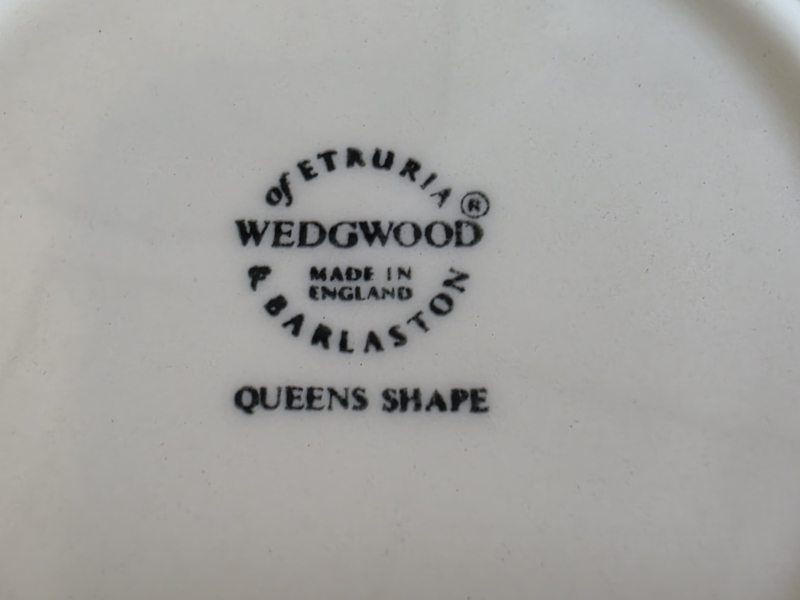 of ETRURIA
WEDGWOOD ®
MADE IN
ENGLAND
& BARLASTON
QUEENS SHAPE